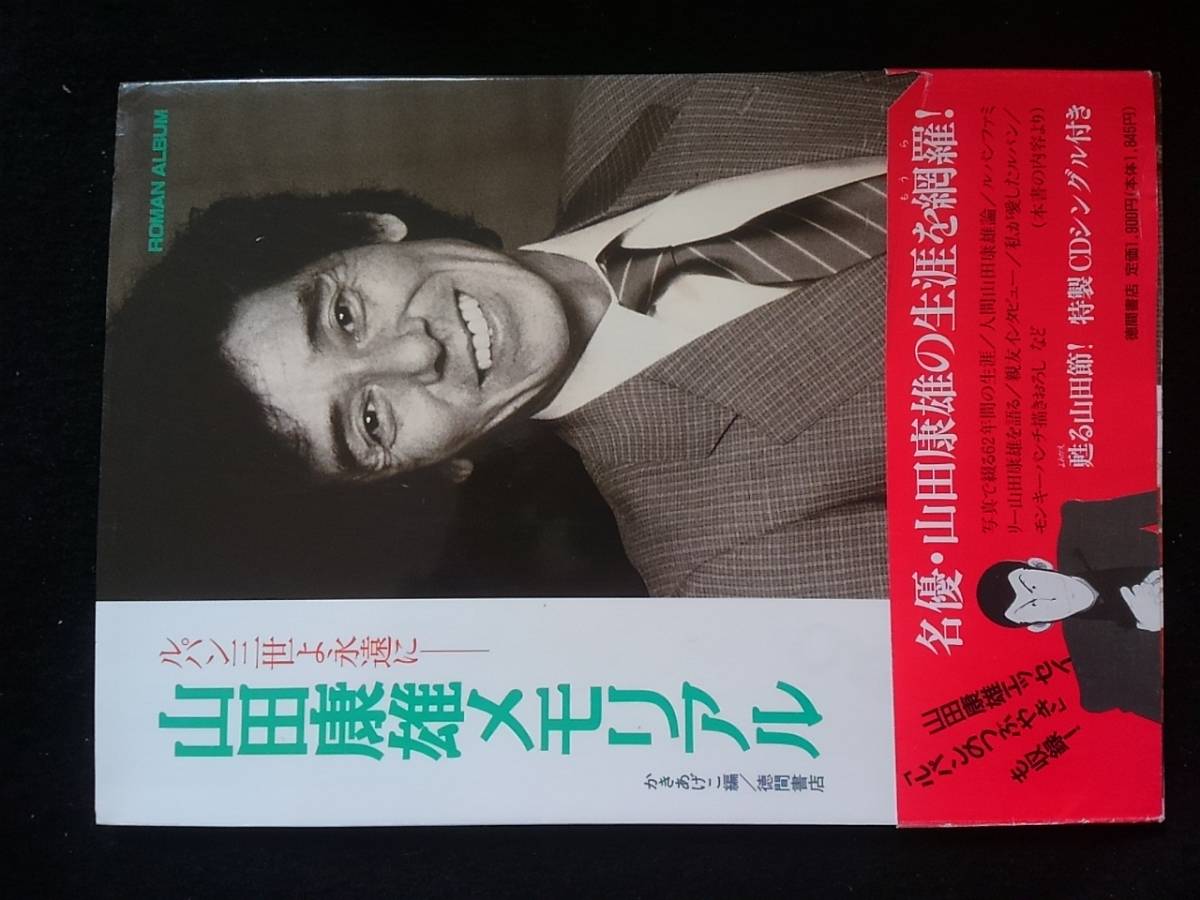 ROMAN ALBUM
ルパン三世よ永遠に――
山田康雄メモリアル
かきあげこ編／徳間書店
名優・山田康雄の生涯を網羅！
もうら
写真で綴る62年間の生涯／人間山田康雄論／ルパンファミ
リー山田康雄を語る／親友インタビュー／私が愛したルパン／
モンキー・パンチ描きおろし など （本書の内容より）
甦る山田節！ 特製CDシングル付き
よみがえ
徳間書店 定価1,900円（本体1,845円）
山田康雄エッセイ
「ルパンのつぶやき」
も収録！